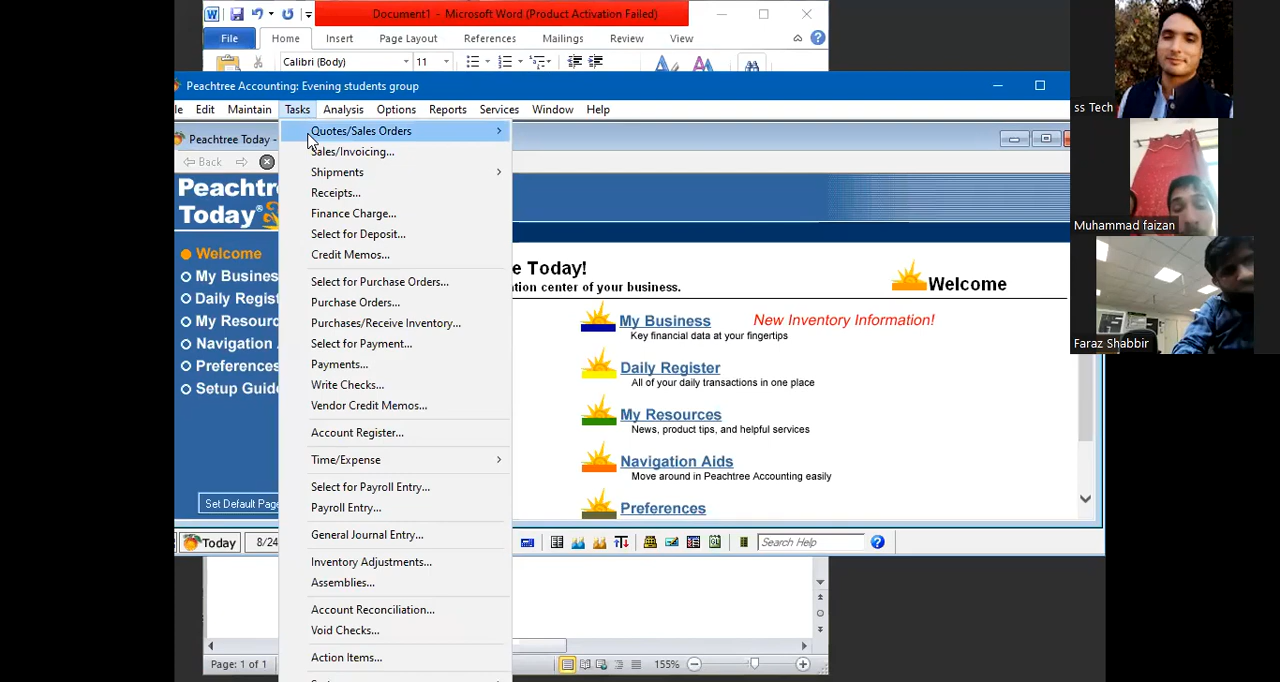 Document1 - Microsoft Word (Product Activation Failed)
File Home Insert Page Layout References Mailings Review View
Calibri (Body) 11
Peachtree Accounting: Evening students group
Edit Maintain Tasks Analysis Options Reports Services Window Help
Peachtree Today -
Back
Peachtre
Today®
Welcome
My Busines
Daily Regist
My Resourc
Navigation
Preferences
Setup Guide
Set Default Pag
Quotes/Sales Orders
Sales/Invoicing...
Shipments
Receipts...
Finance Charge...
Select for Deposit...
Credit Memos...
Select for Purchase Orders...
Purchase Orders...
Purchases/Receive Inventory...
Select for Payment...
Payments...
Write Checks...
Vendor Credit Memos...
Account Register...
Time/Expense
Select for Payroll Entry...
Payroll Entry...
General Journal Entry...
Inventory Adjustments...
Assemblies...
Account Reconciliation...
Void Checks...
Action Items...
e Today!
ation center of your business.
Welcome
My Business New Inventory Information!
Key financial data at your fingertips
Daily Register
All of your daily transactions in one place
My Resources
News, product tips, and helpful services
Navigation Aids
Move around in Peachtree Accounting easily
Preferences
Today 8/24
Search Help
Page: 1 of 1
155%
ss Tech
Muhammad faizan
Faraz Shabbir